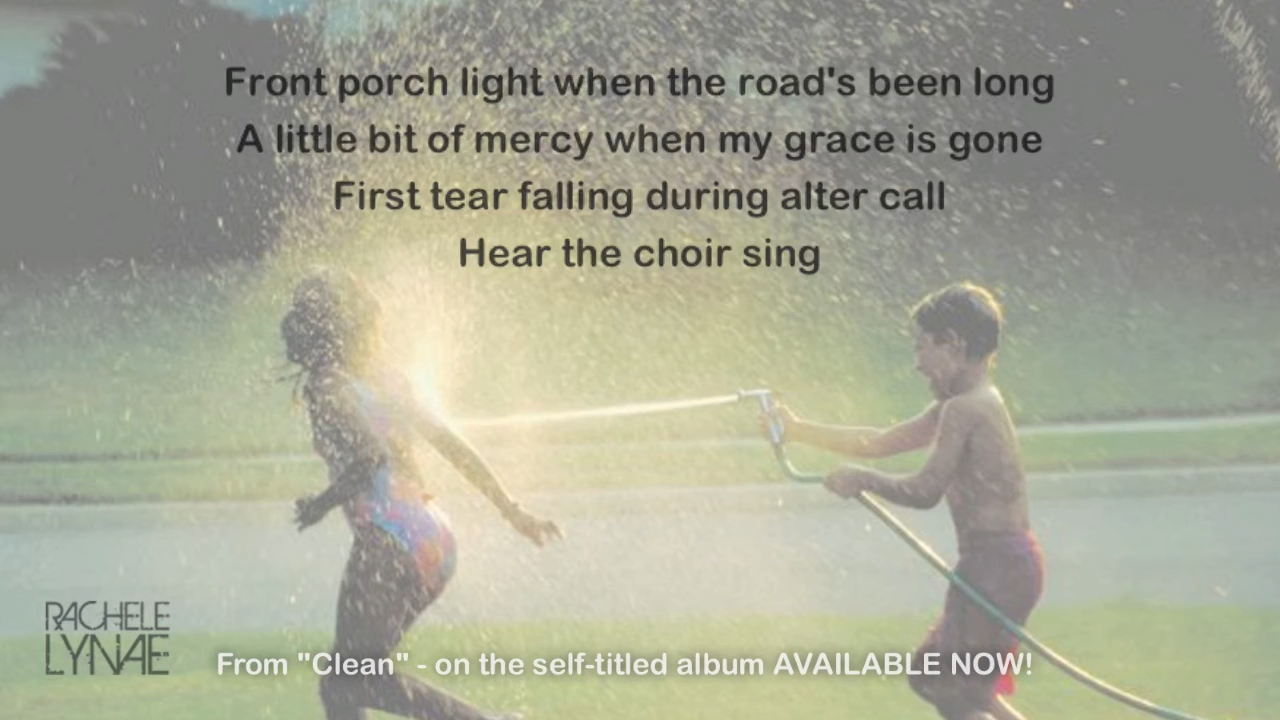 Front porch light when the road's been long
A little bit of mercy when my grace is gone
First tear falling during alter call
Hear the choir sing
RACHELE
LYNAE
From "Clean" - on the self-titled album AVAILABLE NOW!